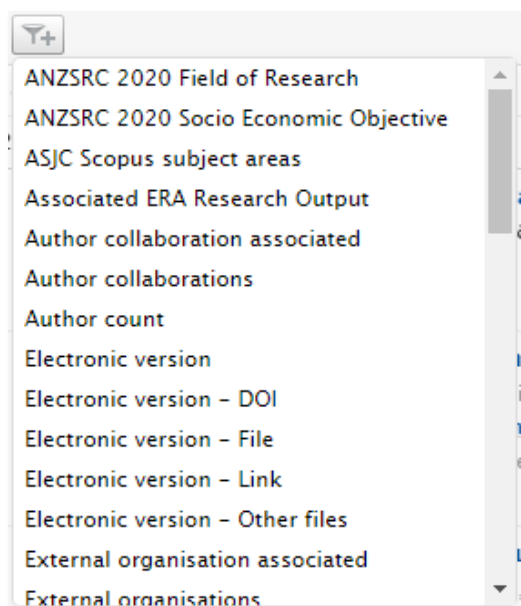 ANZSRC 2020 Field of Research
ANZSRC 2020 Socio Economic Objective
ASJC Scopus subject areas
Associated ERA Research Output
Author collaboration associated
Author collaborations
Author count
Electronic version
Electronic version – DOI
Electronic version – File
Electronic version – Link
Electronic version – Other files
External organisation associated
External organisations